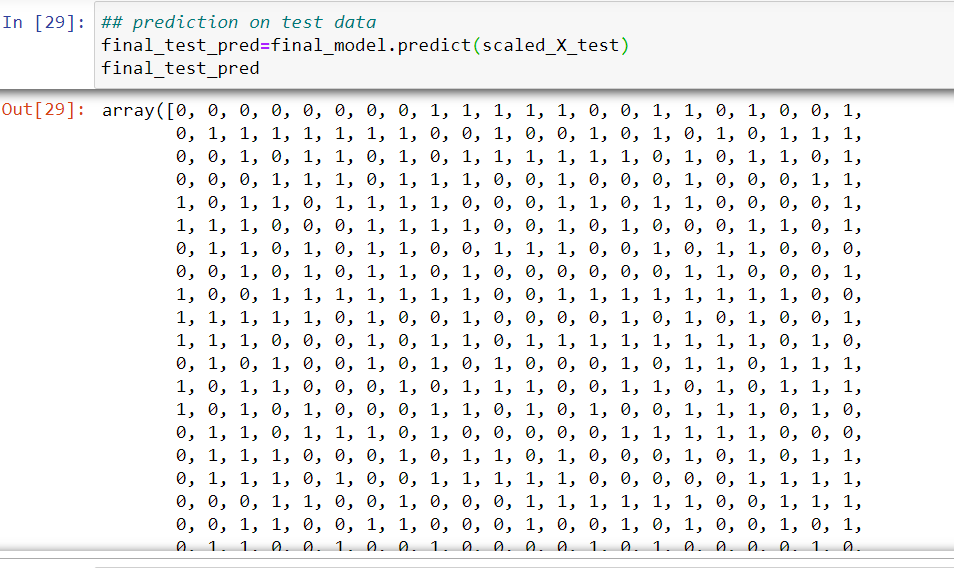 In [29]: ## prediction on test data
final_test_pred=final_model.predict(scaled_X_test)
final_test_pred
Out[29]: array([0, 0, 0, 0, 0, 0, 0, 0, 1, 1, 1, 1, 1, 0, 0, 1, 1, 0, 1, 0, 0, 1,
0, 1, 1, 1, 1, 1, 1, 1, 0, 0, 1, 0, 0, 1, 0, 1, 0, 1, 0, 1, 1, 1,
0, 0, 1, 0, 1, 1, 0, 1, 0, 1, 1, 1, 1, 1, 1, 0, 1, 0, 1, 1, 0, 1,
0, 0, 0, 1, 1, 1, 0, 1, 1, 1, 0, 0, 1, 0, 0, 0, 1, 0, 0, 0, 1, 1,
1, 0, 1, 1, 0, 1, 1, 1, 1, 0, 0, 0, 1, 1, 0, 1, 1, 0, 0, 0, 0, 1,
1, 1, 1, 0, 0, 0, 1, 1, 1, 1, 0, 0, 1, 0, 1, 0, 0, 0, 1, 1, 0, 1,
0, 1, 1, 0, 1, 0, 1, 1, 0, 0, 1, 1, 1, 0, 0, 1, 0, 1, 1, 0, 0, 0,
0, 0, 1, 0, 1, 0, 1, 1, 0, 1, 0, 0, 0, 0, 0, 0, 1, 1, 0, 0, 0, 1,
1, 0, 0, 1, 1, 1, 1, 1, 1, 1, 0, 0, 1, 1, 1, 1, 1, 1, 1, 1, 0, 0,
1, 1, 1, 1, 1, 0, 1, 0, 0, 1, 0, 0, 0, 0, 1, 0, 1, 0, 1, 0, 0, 1,
1, 1, 1, 0, 0, 0, 1, 0, 1, 1, 0, 1, 1, 1, 1, 1, 1, 1, 1, 0, 1, 0,
0, 1, 0, 1, 0, 0, 1, 0, 1, 0, 1, 0, 0, 0, 1, 0, 1, 1, 0, 1, 1, 1,
1, 0, 1, 1, 0, 0, 0, 1, 0, 1, 1, 1, 0, 0, 1, 1, 0, 1, 0, 1, 1, 1,
1, 0, 1, 0, 1, 0, 0, 0, 1, 1, 0, 1, 0, 1, 0, 0, 1, 1, 1, 0, 1, 0,
0, 1, 1, 0, 1, 1, 1, 0, 1, 0, 0, 0, 0, 0, 1, 1, 1, 1, 1, 0, 0, 0,
0, 1, 1, 1, 0, 0, 0, 1, 0, 1, 1, 0, 1, 0, 0, 0, 1, 0, 1, 0, 1, 1,
0, 1, 1, 1, 0, 1, 0, 0, 1, 1, 1, 1, 1, 0, 0, 0, 0, 0, 1, 1, 1, 1,
0, 0, 0, 1, 1, 0, 0, 1, 0, 0, 0, 1, 1, 1, 1, 1, 1, 0, 0, 1, 1, 1,
0, 0, 1, 1, 0, 0, 1, 1, 0, 0, 0, 1, 0, 0, 1, 0, 1, 0, 0, 1, 0, 1,
0, 1, 1, 0, 0, 1, 0, 0, 1, 0, 0, 0, 0, 1, 0, 1, 0, 0, 0, 0, 1, 0,